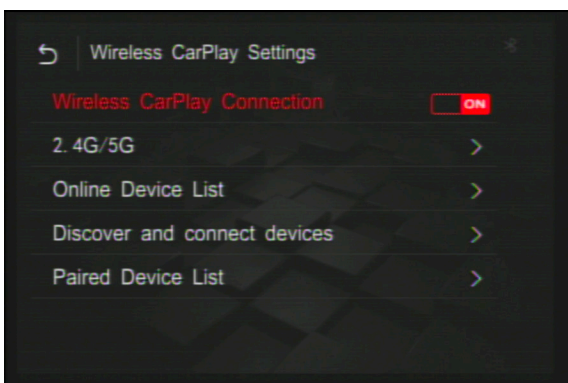 Wireless CarPlay Settings
Wireless CarPlay Connection ON
2.4G/5G
Online Device List
Discover and connect devices
Paired Device List